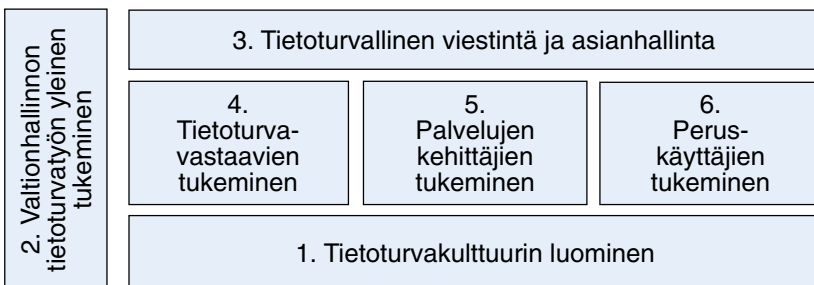 2. Valtionhallinnon
tietoturvatyön yleinen
tukeminen
3. Tietoturvallinen viestintä ja asianhallinta
4.
Tietoturva-
vastaavien
tukeminen
5.
Palvelujen
kehittäjien
tukeminen
6.
Perus-
käyttäjien
tukeminen
1. Tietoturvakulttuurin luominen